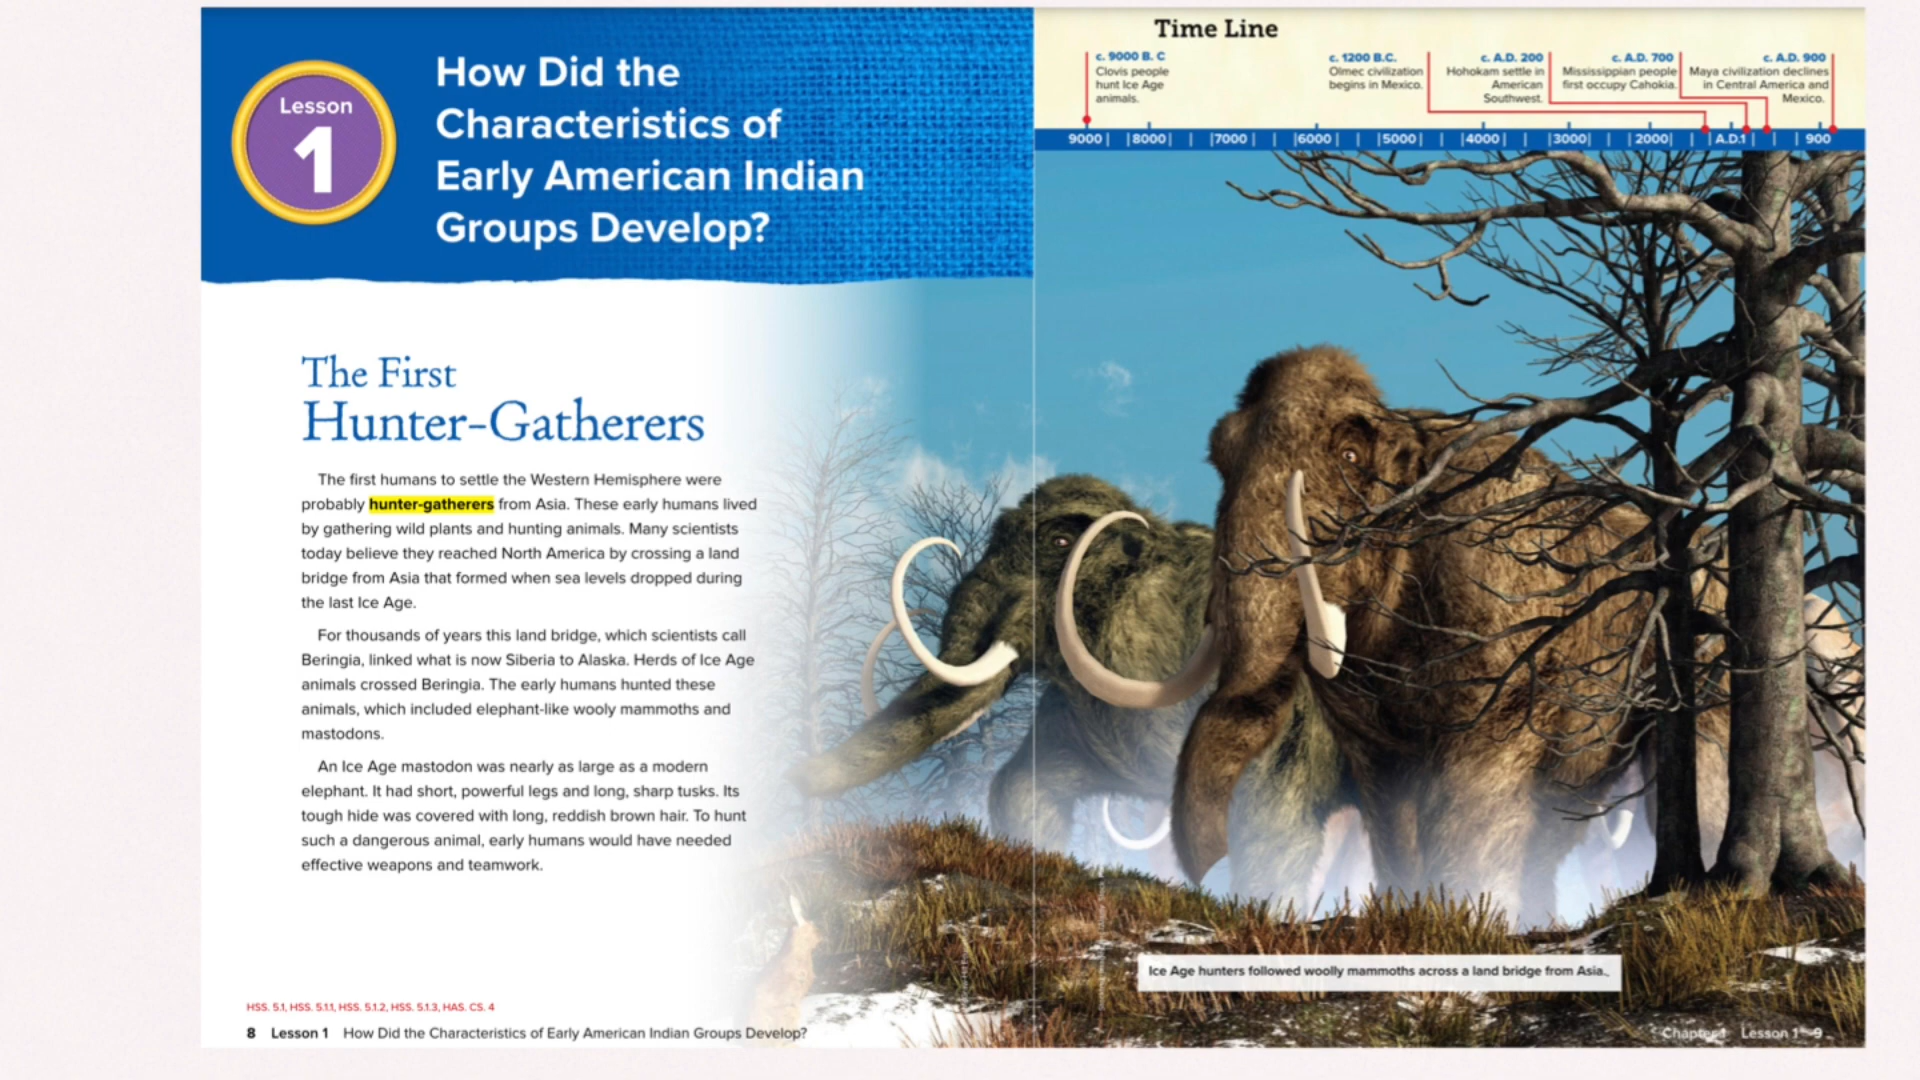 Lesson
1
How Did the
Characteristics of
Early American Indian
Groups Develop?
The First
Hunter-Gatherers
The first humans to settle the Western Hemisphere were
probably hunter-gatherers from Asia. These early humans lived
by gathering wild plants and hunting animals. Many scientists
today believe they reached North America by crossing a land
bridge from Asia that formed when sea levels dropped during
the last Ice Age.
For thousands of years this land bridge, which scientists call
Beringia, linked what is now Siberia to Alaska. Herds of Ice Age
animals crossed Beringia. The early humans hunted these
animals, which included elephant-like wooly mammoths and
mastodons.
An Ice Age mastodon was nearly as large as a modern
elephant. It had short, powerful legs and long, sharp tusks. Its
tough hide was covered with long, reddish brown hair. To hunt
such a dangerous animal, early humans would have needed
effective weapons and teamwork.
HSS. 5.1, HSS. 5.1.1, HSS. 5.1.2, HSS. 5.1.3, HAS. CS. 4
8 Lesson 1 How Did the Characteristics of Early American Indian Groups Develop?
Time Line
c. 9000 B. C
Clovis people
hunt Ice Age
animals.
c. 1200 B.C.
Olmec civilization
begins in Mexico.
c. A.D. 200
Hohokam settle in
American
Southwest.
c. A.D. 700
Mississippian people
first occupy Cahokia.
c. A.D. 900
Maya civilization declines
in Central America and
Mexico.
9000 8000 7000 6000 5000 4000 3000 2000 A.D.1 900
Ice Age hunters followed woolly mammoths across a land bridge from Asia.
Chapter 1 Lesson 1 9